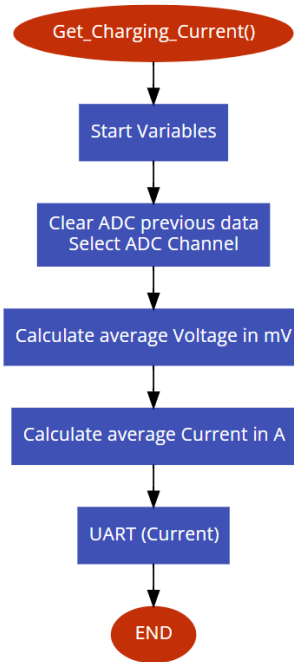 Get_Charging_Current()
Start Variables
Clear ADC previous data
Select ADC Channel
Calculate average Voltage in mV
Calculate average Current in A
UART (Current)
END